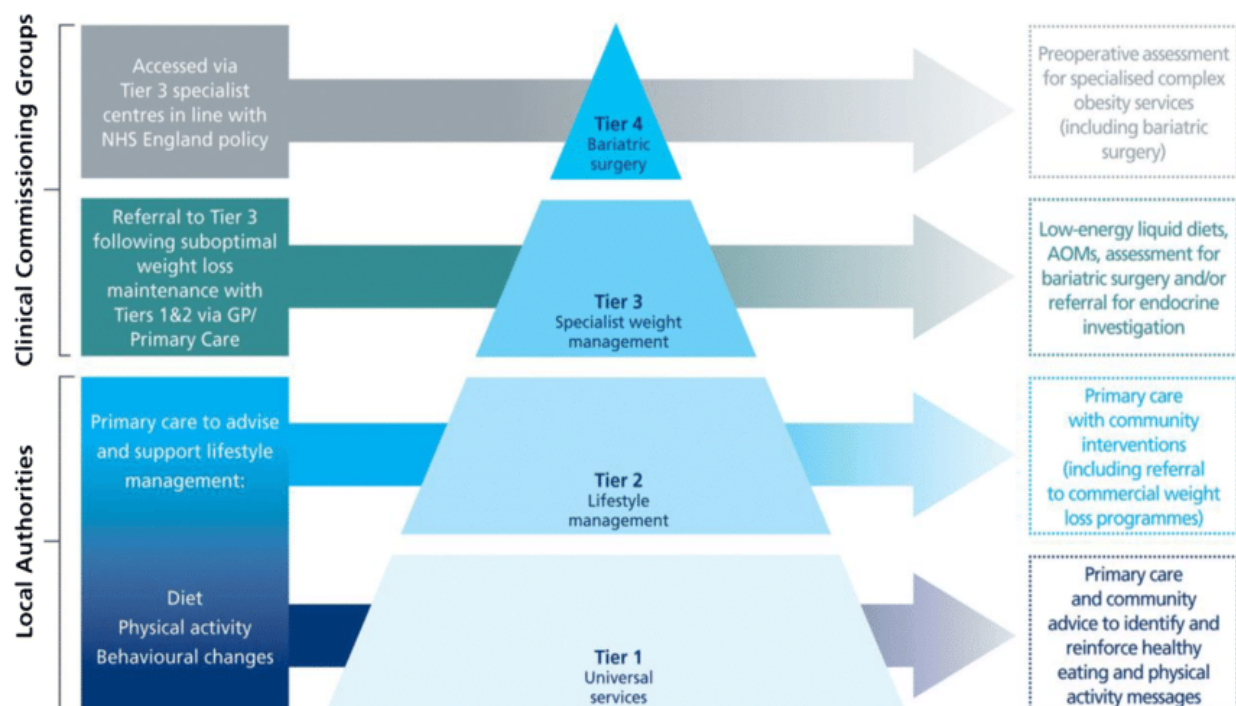 Clinical Commissioning Groups
Accessed via
Tier 3 specialist
centres in line with
NHS England policy
Tier 4
Bariatric
surgery
Preoperative assessment
for specialised complex
obesity services
(including bariatric
surgery)
Referral to Tier 3
following suboptimal
weight loss
maintenance with
Tiers 1&2 via GP/
Primary Care
Tier 3
Specialist weight
management
Low-energy liquid diets,
AOMs, assessment for
bariatric surgery and/or
referral for endocrine
investigation
Local Authorities
Primary care to advise
and support lifestyle
management:
Tier 2
Lifestyle
management
Primary care
with community
interventions
(including referral
to commercial weight
loss programmes)
Diet
Physical activity
Behavioural changes
Tier 1
Universal
services
Primary care
and community
advice to identify and
reinforce healthy
eating and physical
activity messages